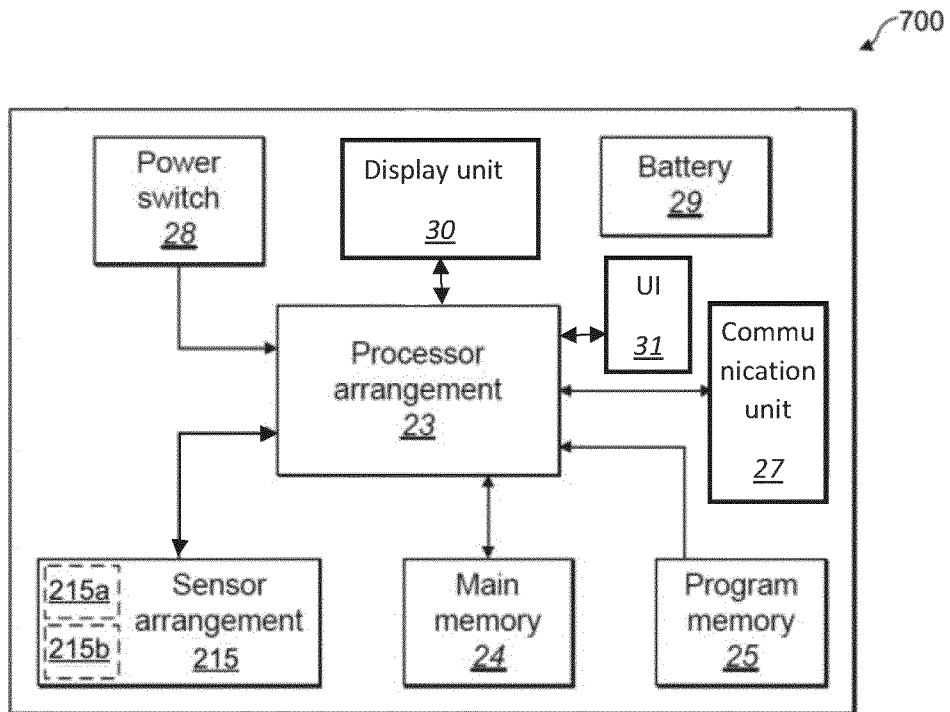 700
Power
switch
28
Display unit
30
Battery
29
UI
31
Commu
nication
unit
27
Processor
arrangement
23
215a
215b
Sensor
arrangement
215
Main
memory
24
Program
memory
25